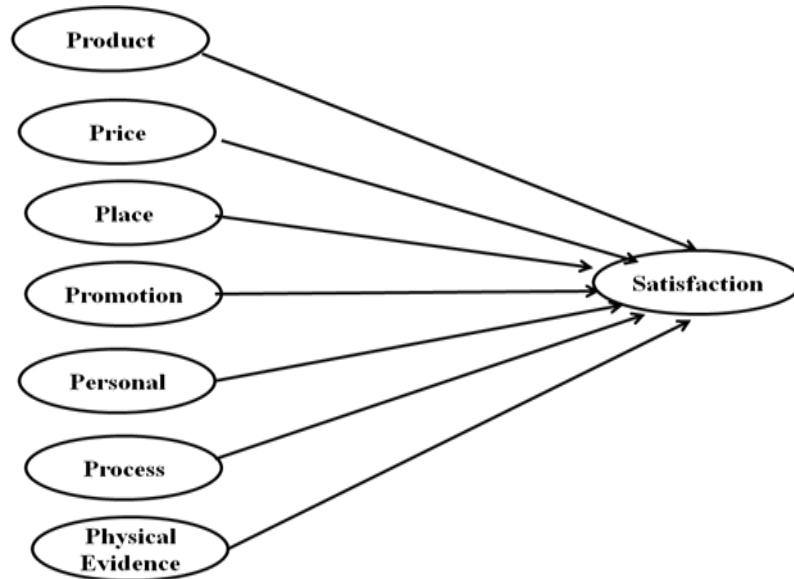 Product
Price
Place
Promotion
Satisfaction
Personal
Process
Physical
Evidence